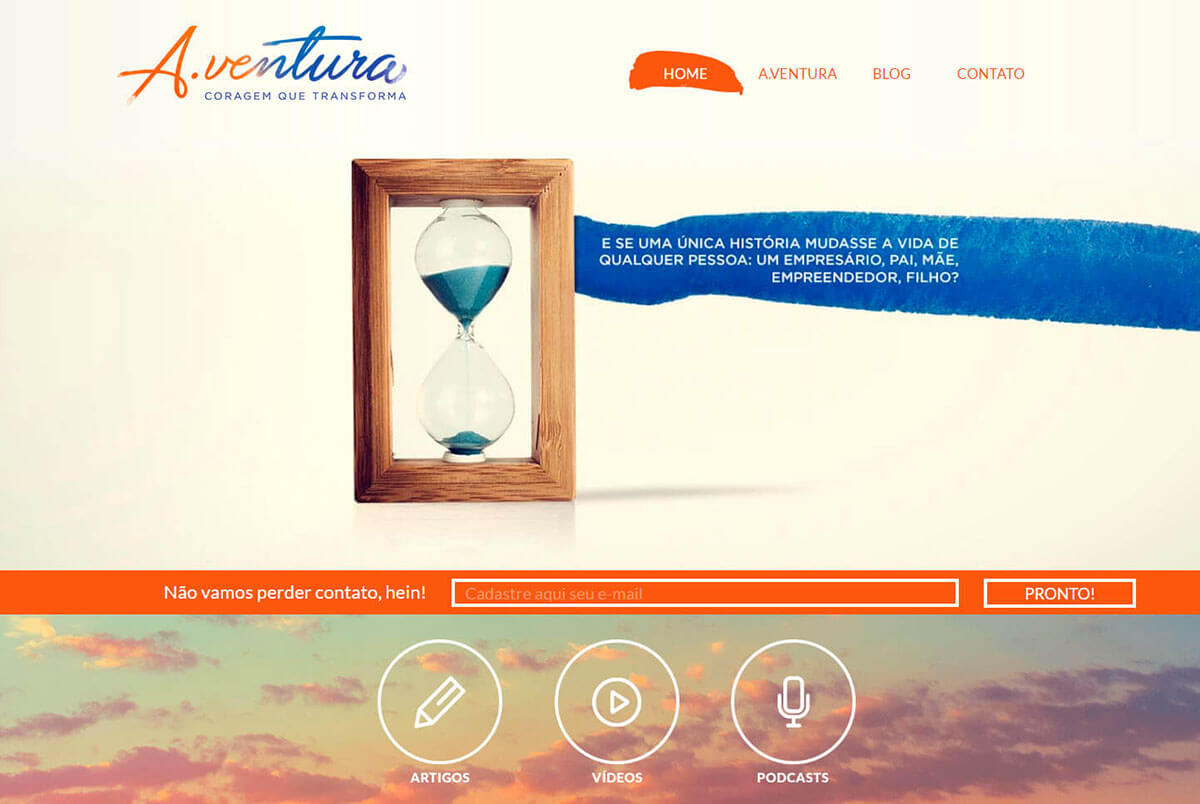 A.ventura
CORAGEM QUE TRANSFORMA
HOME
A.VENTURA
BLOG
CONTATO
E SE UMA ÚNICA HISTÓRIA MUDASSE A VIDA DE
QUALQUER PESSOA: UM EMPRESÁRIO, PAI, MÃE,
EMPREENDEDOR, FILHO?
Não vamos perder contato, hein!
Cadastre aqui seu e-mail
PRONTO!
ARTIGOS
VÍDEOS
PODCASTS